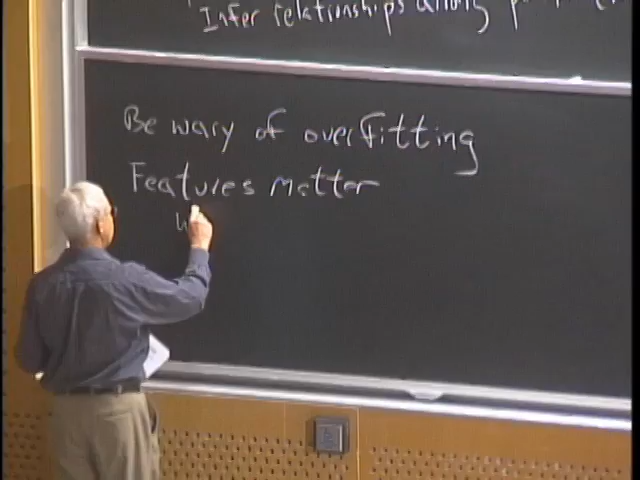 Infer relationships among
Be wary of overfitting
Features matter